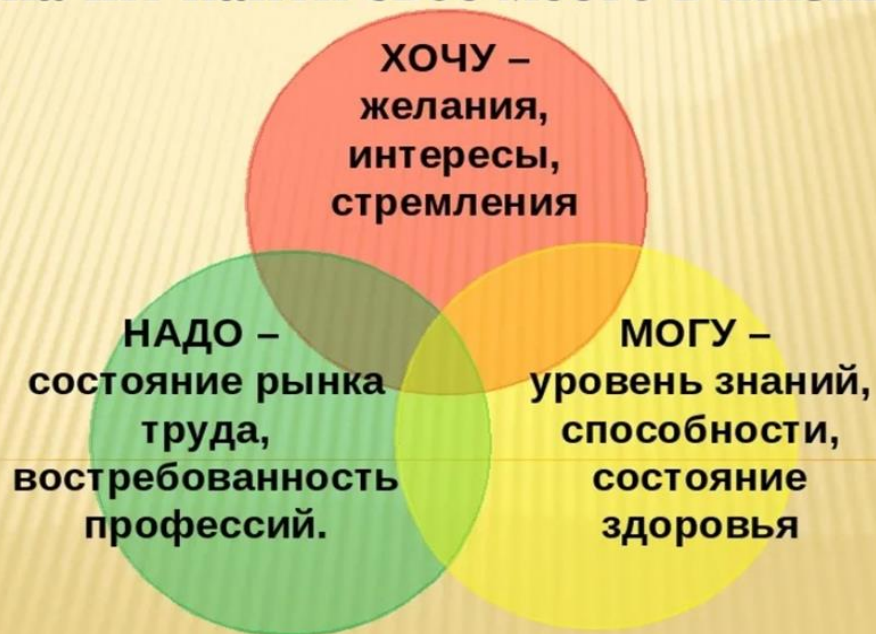 ХОЧУ –
желания,
интересы,
стремления
НАДО –
состояние рынка
труда,
востребованность
профессий.
МОГУ –
уровень знаний,
способности,
состояние
здоровья